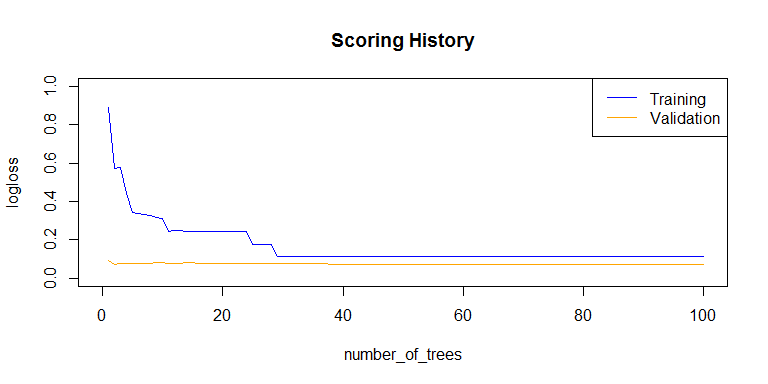 Scoring History
logloss
1.0
0.8
0.6
0.4
0.2
0.0
Training
Validation
0 20 40 60 80 100
number_of_trees